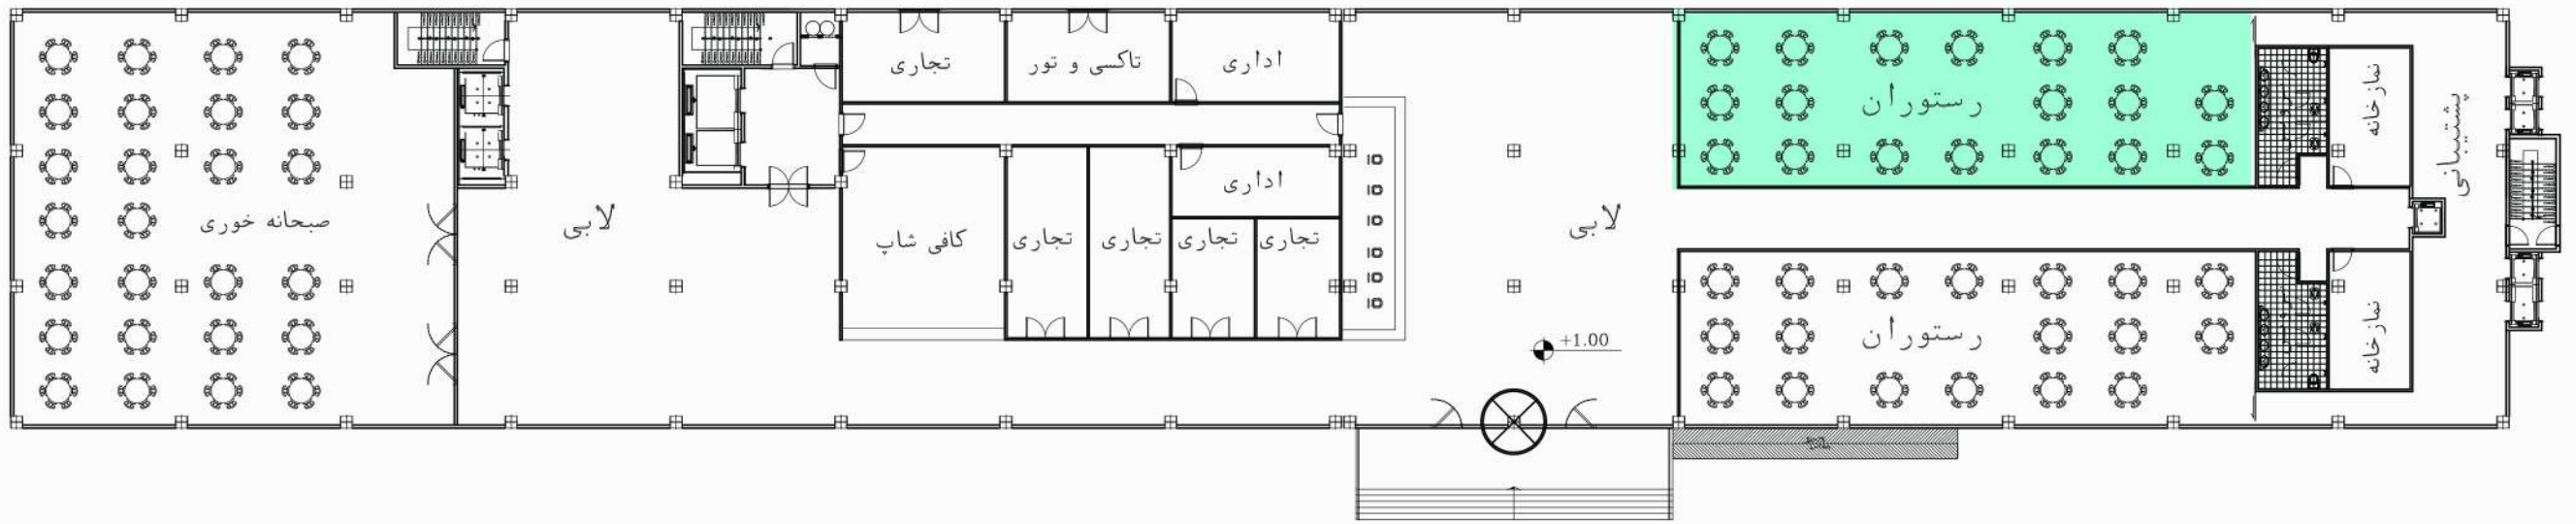 تجاری
تاکسی و تور
اداری
رستوران
نمازخانه
پشتیبانی
صبحانه خوری
لابی
کافی شاپ
تجاری
تجاری
اداری
تجاری
تجاری
لابی
+1.00
رستوران
نمازخانه